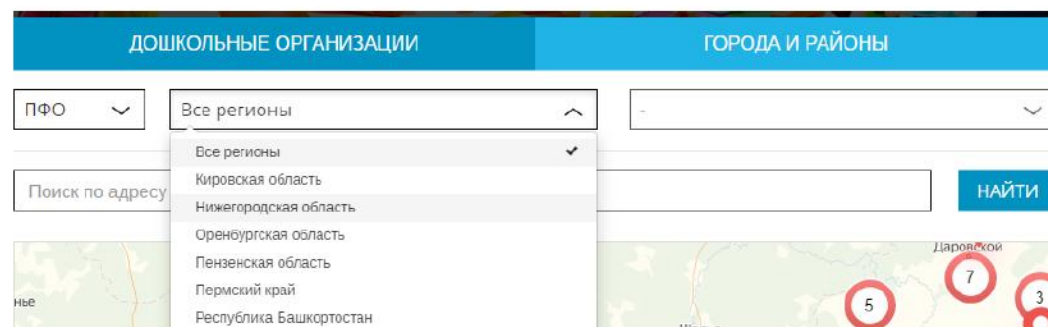 ДОШКОЛЬНЫЕ ОРГАНИЗАЦИИ
ГОРОДА И РАЙОНЫ
ПФО
Все регионы
-
Все регионы
Кировская область
Поиск по адресу
НАЙТИ
Нижегородская область
Оренбургская область
Даровской
Пензенская область
7
Пермский край
нье
5
3
Республика Башкортостан